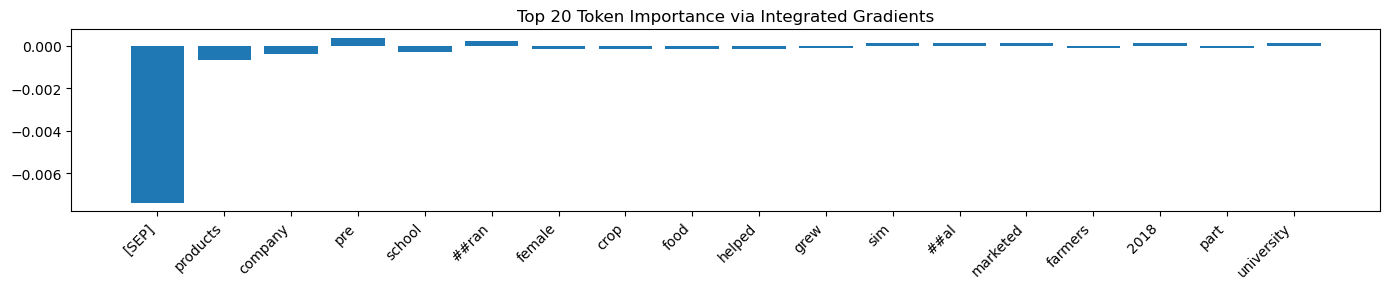 Top 20 Token Importance via Integrated Gradients
0.000
−0.002
−0.004
−0.006
[SEP]
products
company
pre
school
##ran
female
crop
food
helped
grew
sim
##al
marketed
farmers
2018
part
university